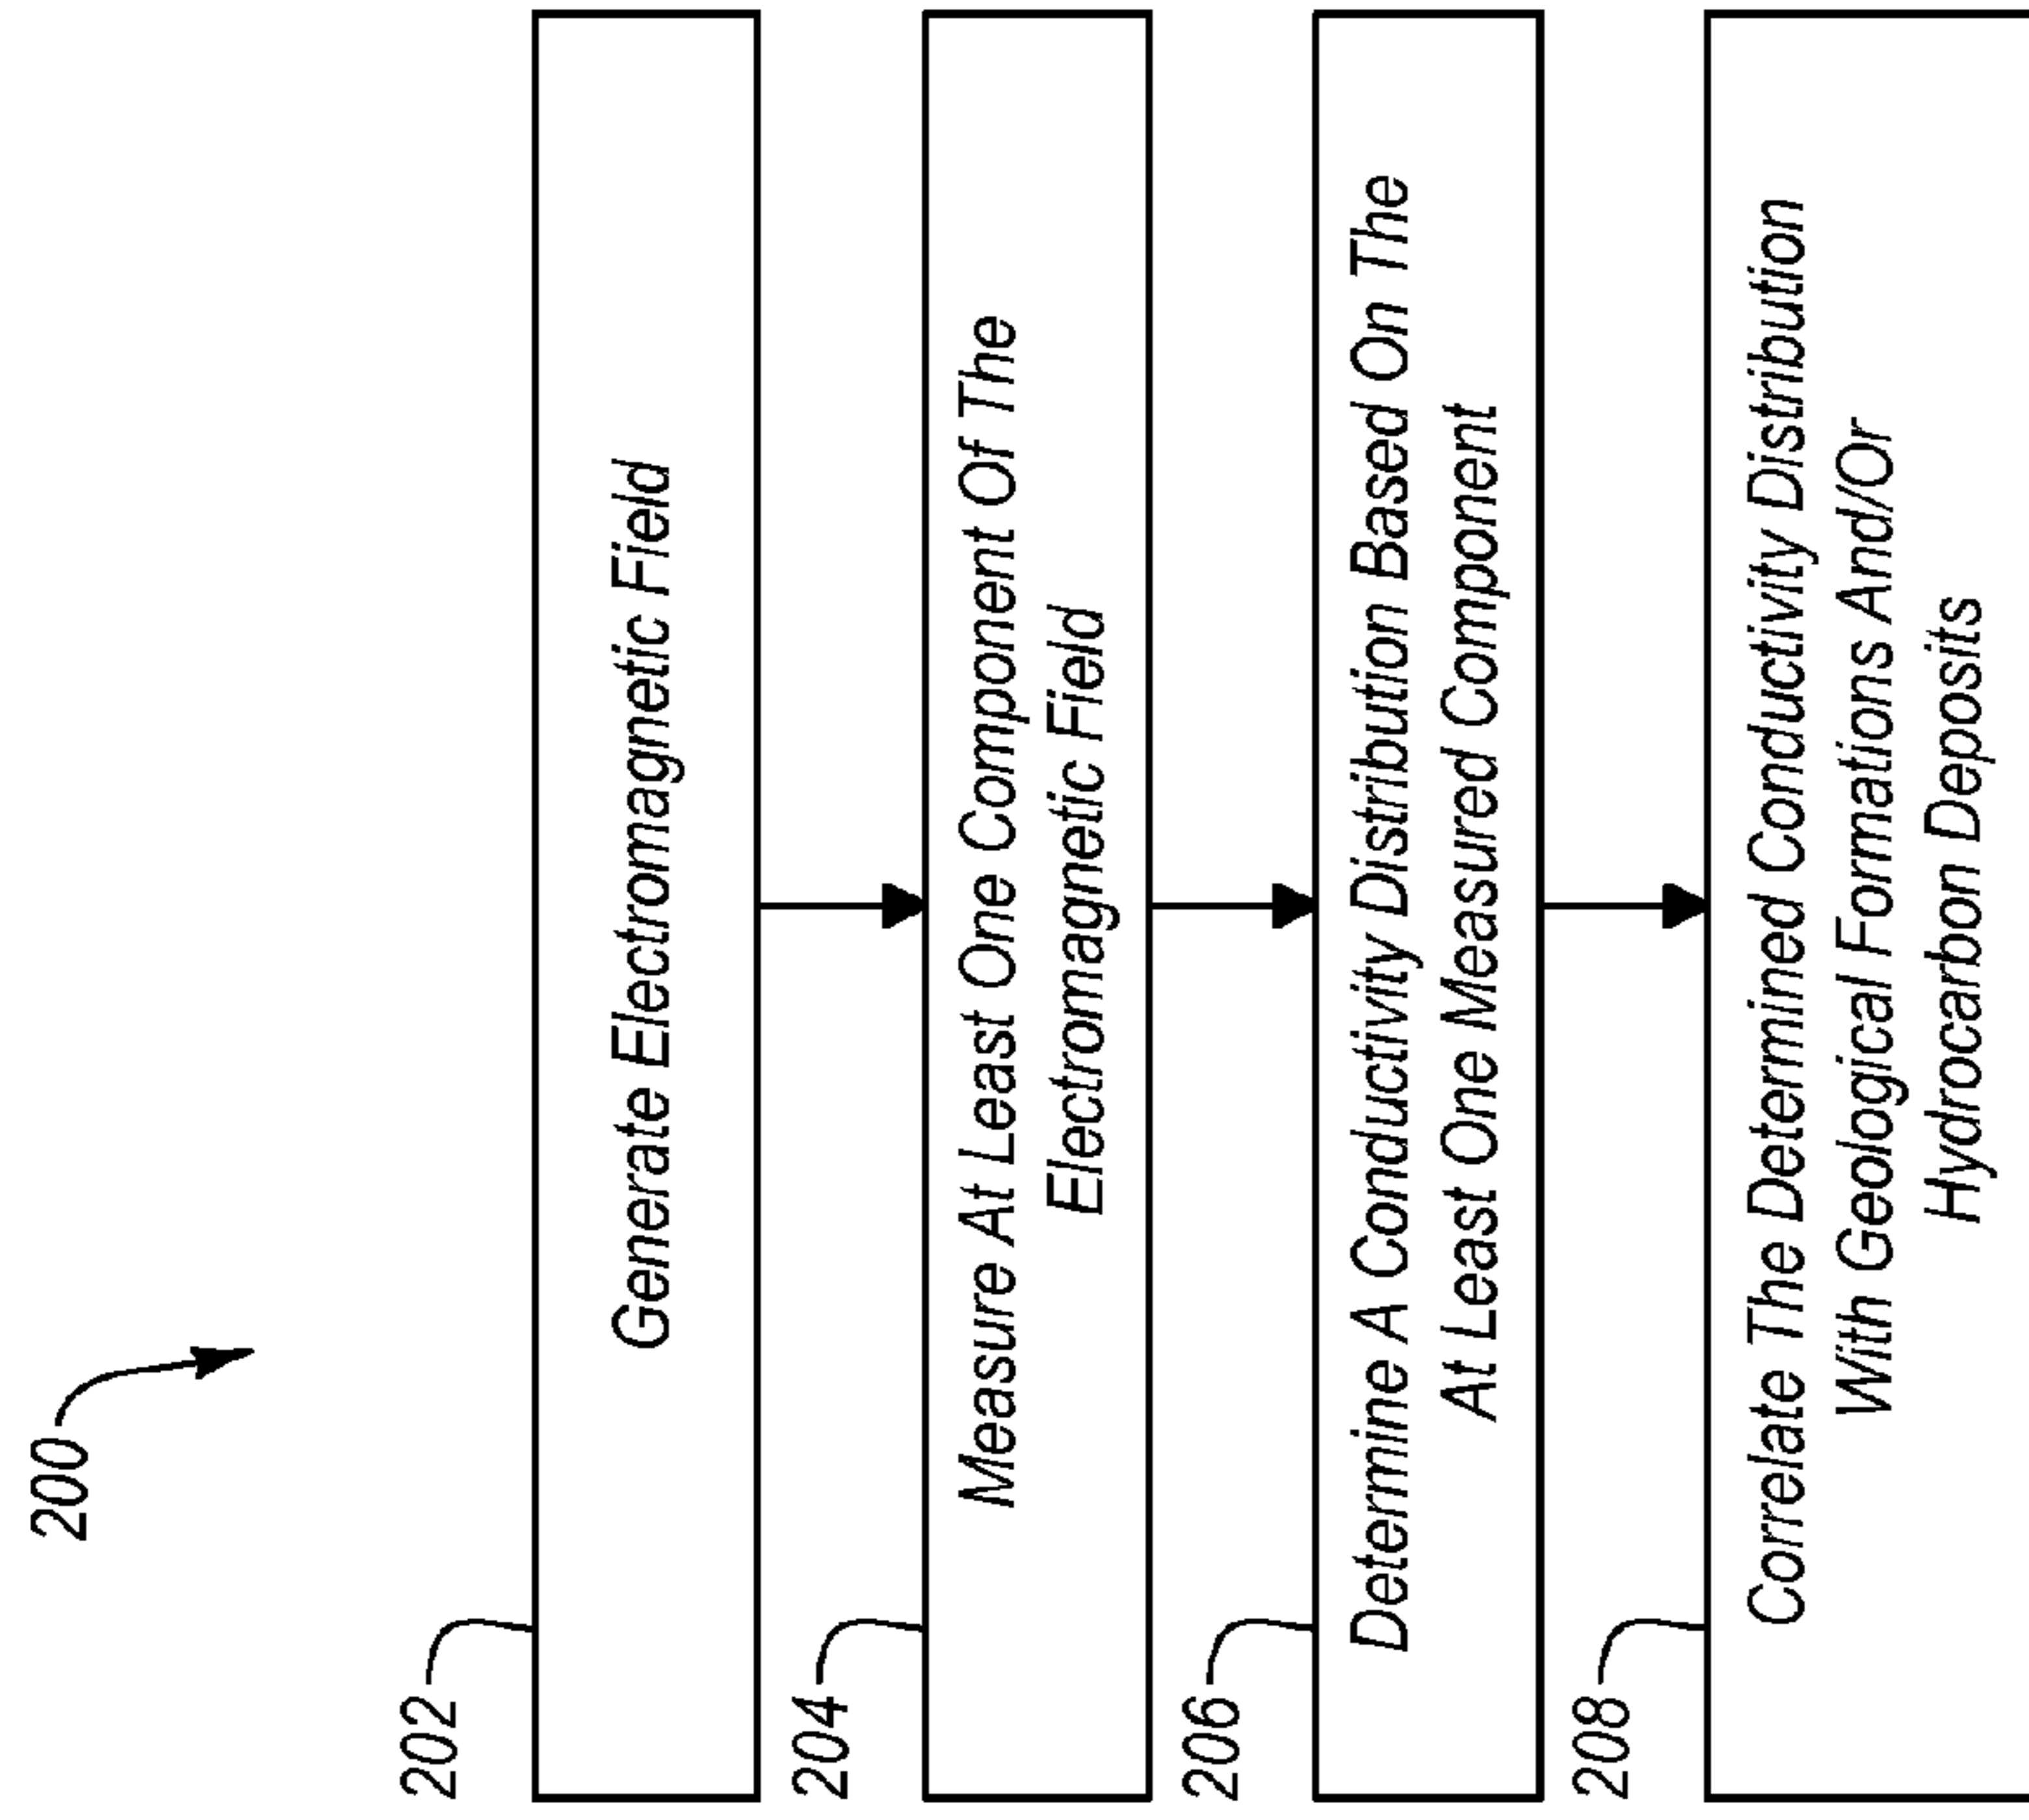 200
202
Generate Electromagnetic Field
204
Measure At Least One Component Of The
Electromagnetic Field
206
Determine A Conductivity Distribution Based On The
At Least One Measured Component
208
Correlate The Determined Conductivity Distribution
With Geological Formations And/Or
Hydrocarbon Deposits